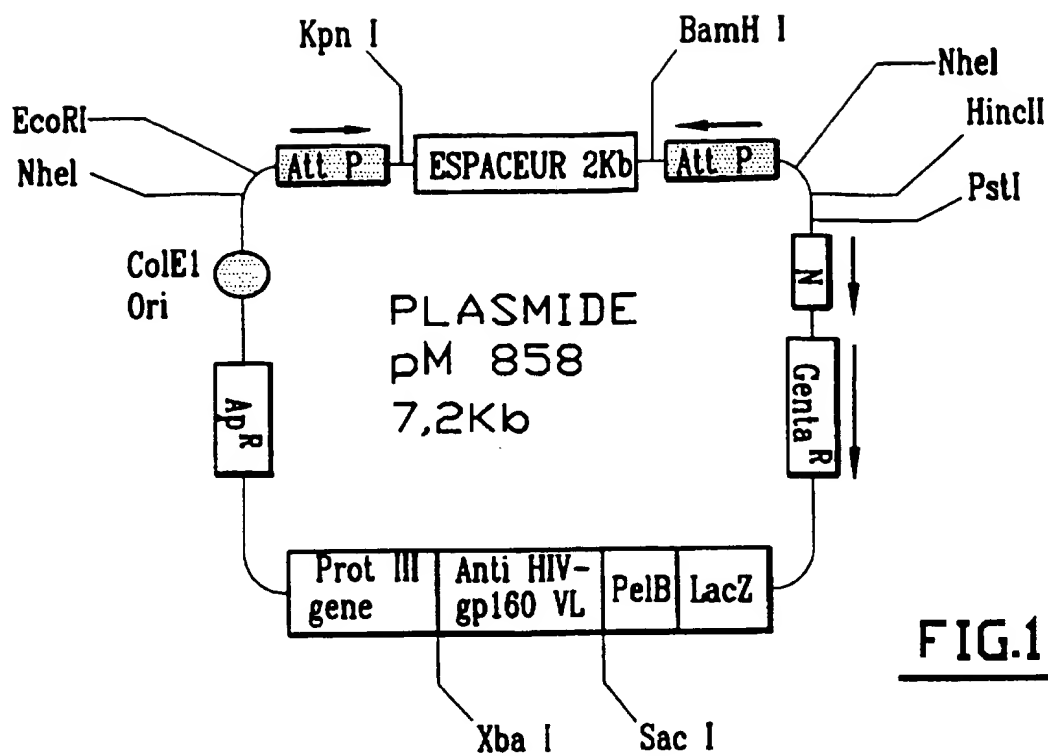 Kpn I
BamH I
NheI
EcoRI
HincII
NheI
Att P
ESPACEUR 2Kb
Att P
PstI
ColE1
Ori
N
PLASMIDE
pM 858
7,2Kb
Ap R
Genta R
Prot III
gene
Anti HIV-
gp160 VL
PelB
LacZ
FIG.1
Xba I
Sac I